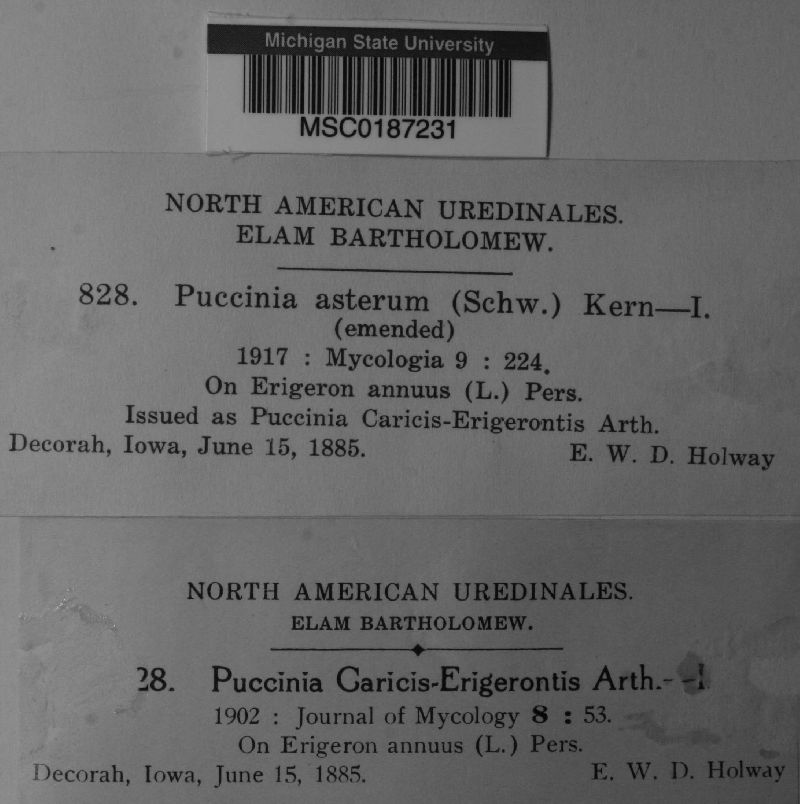 Michigan State University
MSC0187231
NORTH AMERICAN UREDINALES.
ELAM BARTHOLOMEW.
828. Puccinia asterum (Schw.) Kern—I.
(emended)
1917 : Mycologia 9 : 224.
On Erigeron annuus (L.) Pers.
Issued as Puccinia Caricis-Erigerontis Arth.
Decorah, Iowa, June 15, 1885. E. W. D. Holway
NORTH AMERICAN UREDINALES.
ELAM BARTHOLOMEW.
28. Puccinia Caricis-Erigerontis Arth.--I.
1902 : Journal of Mycology 8 : 53.
On Erigeron annuus (L.) Pers.
Decorah, Iowa, June 15, 1885. E. W. D. Holway